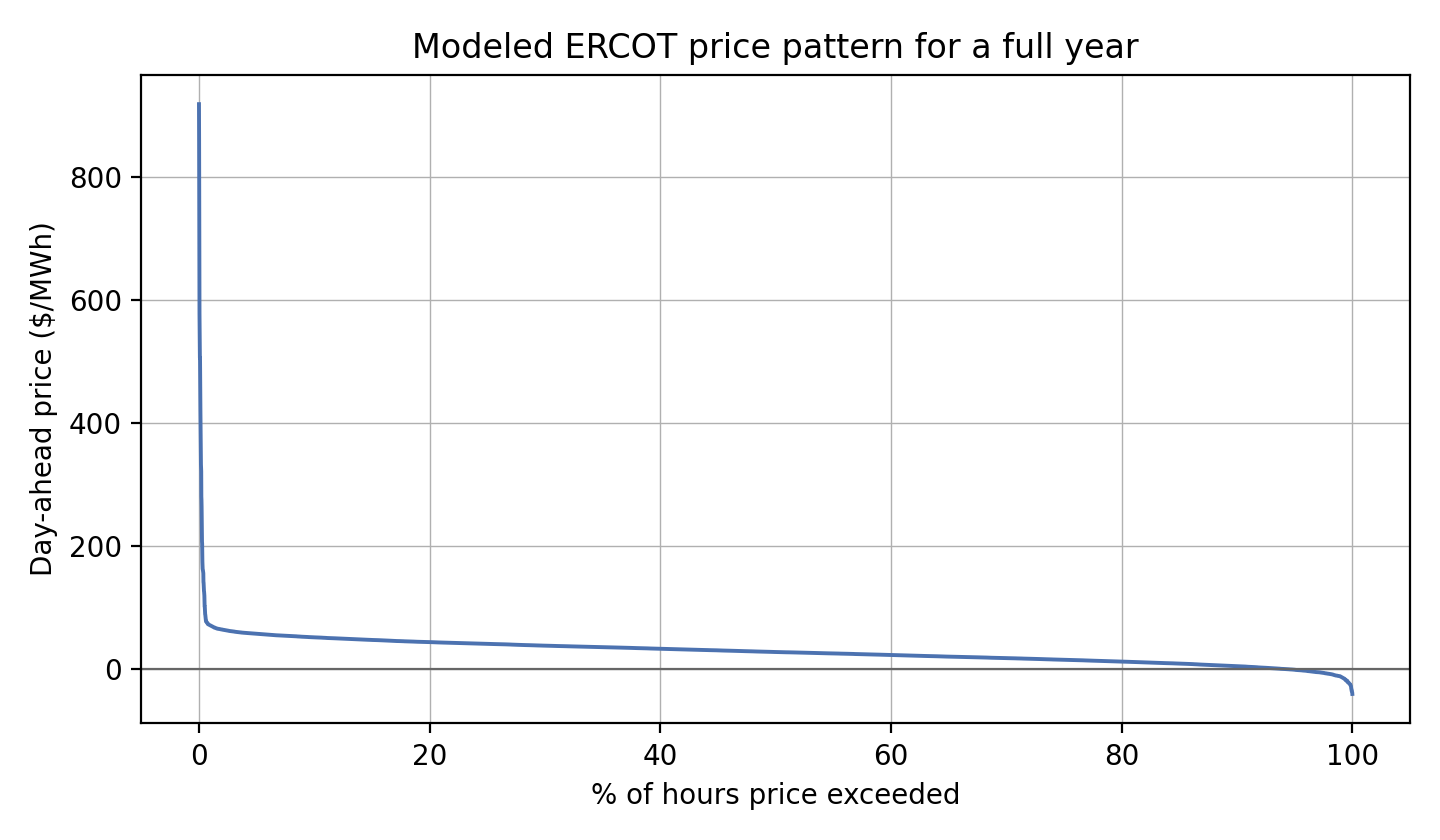 Modeled ERCOT price pattern for a full year
Day-ahead price ($/MWh)
800
600
400
200
0
0 20 40 60 80 100
% of hours price exceeded